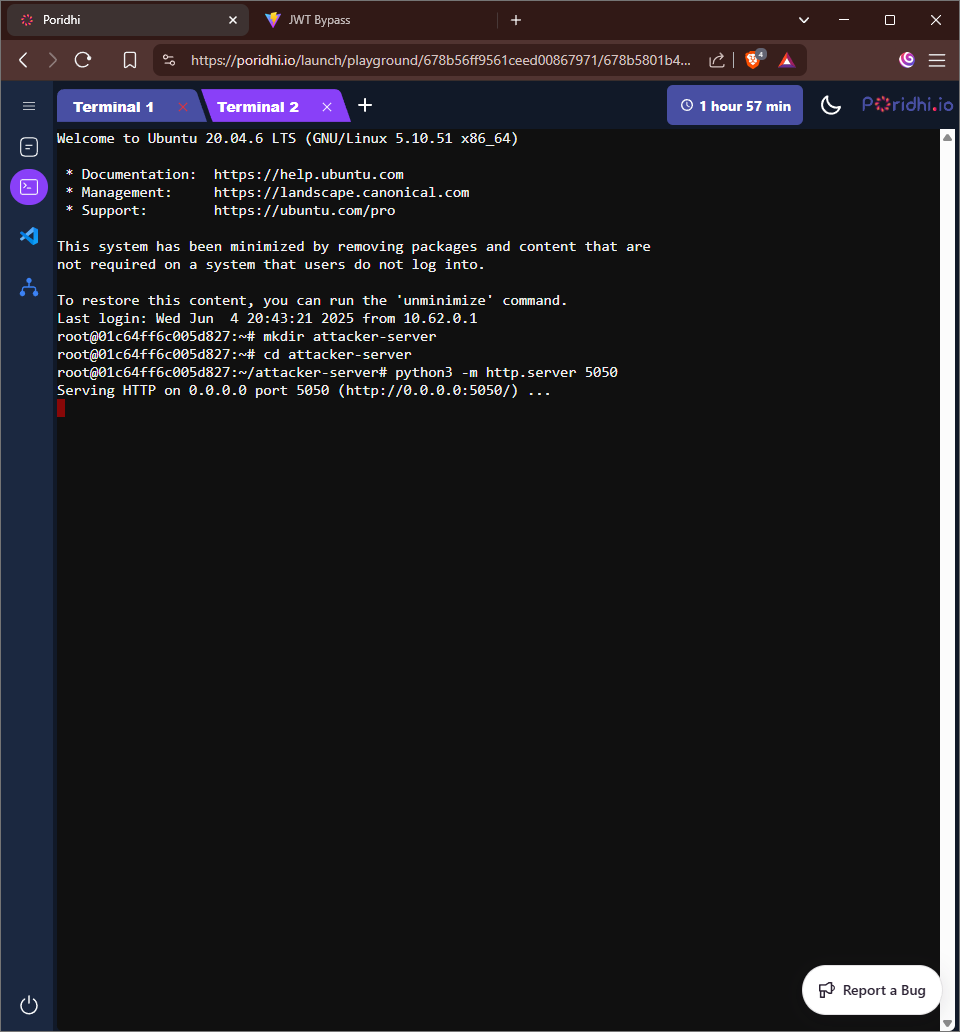 Poridhi
JWT Bypass
https://poridhi.io/launch/playground/678b56ff9561ceed00867971/678b5801b4...
4
Terminal 1
Terminal 2
1 hour 57 min
Poridhi.io
Welcome to Ubuntu 20.04.6 LTS (GNU/Linux 5.10.51 x86_64)
* Documentation: https://help.ubuntu.com
* Management: https://landscape.canonical.com
* Support: https://ubuntu.com/pro
This system has been minimized by removing packages and content that are
not required on a system that users do not log into.
To restore this content, you can run the 'unminimize' command.
Last login: Wed Jun 4 20:43:21 2025 from 10.62.0.1
root@01c64ff6c005d827:~# mkdir attacker-server
root@01c64ff6c005d827:~# cd attacker-server
root@01c64ff6c005d827:~/attacker-server# python3 -m http.server 5050
Serving HTTP on 0.0.0.0 port 5050 (http://0.0.0.0:5050/) ...
Report a Bug